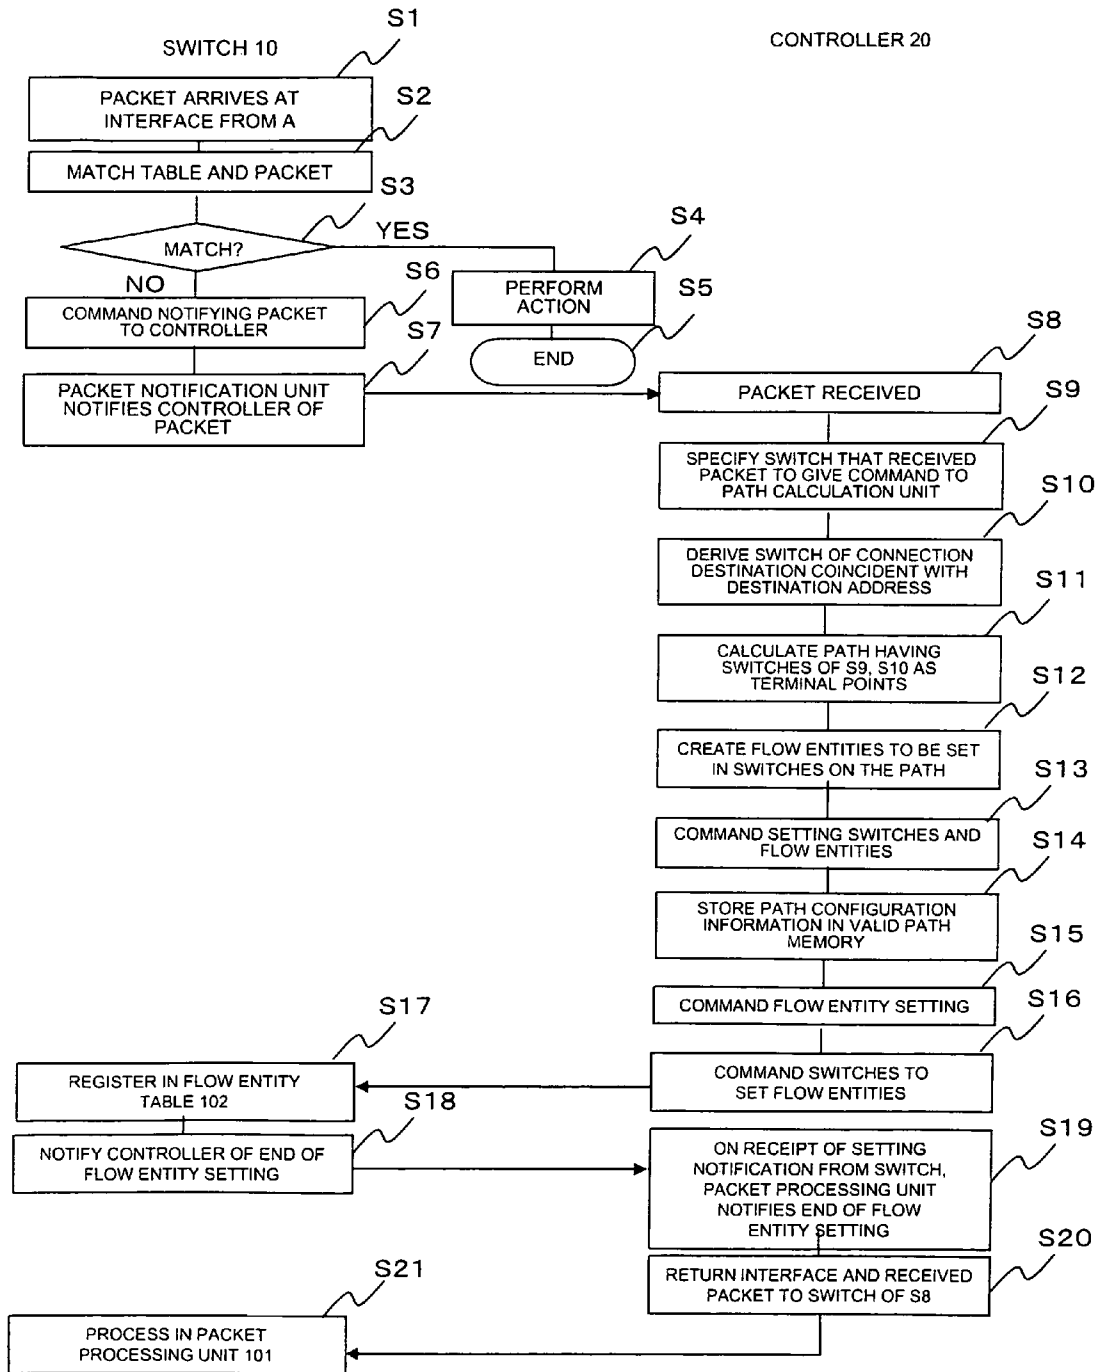 SWITCH 10
CONTROLLER 20
S1
PACKET ARRIVES AT
INTERFACE FROM A
S2
MATCH TABLE AND PACKET
S3
MATCH?
YES
NO
S4
PERFORM
ACTION
S5
END
S6
COMMAND NOTIFYING PACKET
TO CONTROLLER
S7
PACKET NOTIFICATION UNIT
NOTIFIES CONTROLLER OF
PACKET
S8
PACKET RECEIVED
S9
SPECIFY SWITCH THAT RECEIVED
PACKET TO GIVE COMMAND TO
PATH CALCULATION UNIT
S10
DERIVE SWITCH OF CONNECTION
DESTINATION COINCIDENT WITH
DESTINATION ADDRESS
S11
CALCULATE PATH HAVING
SWITCHES OF S9, S10 AS
TERMINAL POINTS
S12
CREATE FLOW ENTITIES TO BE SET
IN SWITCHES ON THE PATH
S13
COMMAND SETTING SWITCHES AND
FLOW ENTITIES
S14
STORE PATH CONFIGURATION
INFORMATION IN VALID PATH
MEMORY
S15
COMMAND FLOW ENTITY SETTING
S16
COMMAND SWITCHES TO
SET FLOW ENTITIES
S17
REGISTER IN FLOW ENTITY
TABLE 102
S18
NOTIFY CONTROLLER OF END OF
FLOW ENTITY SETTING
S19
ON RECEIPT OF SETTING
NOTIFICATION FROM SWITCH,
PACKET PROCESSING UNIT
NOTIFIES END OF FLOW
ENTITY SETTING
S20
RETURN INTERFACE AND RECEIVED
PACKET TO SWITCH OF S8
S21
PROCESS IN PACKET
PROCESSING UNIT 101